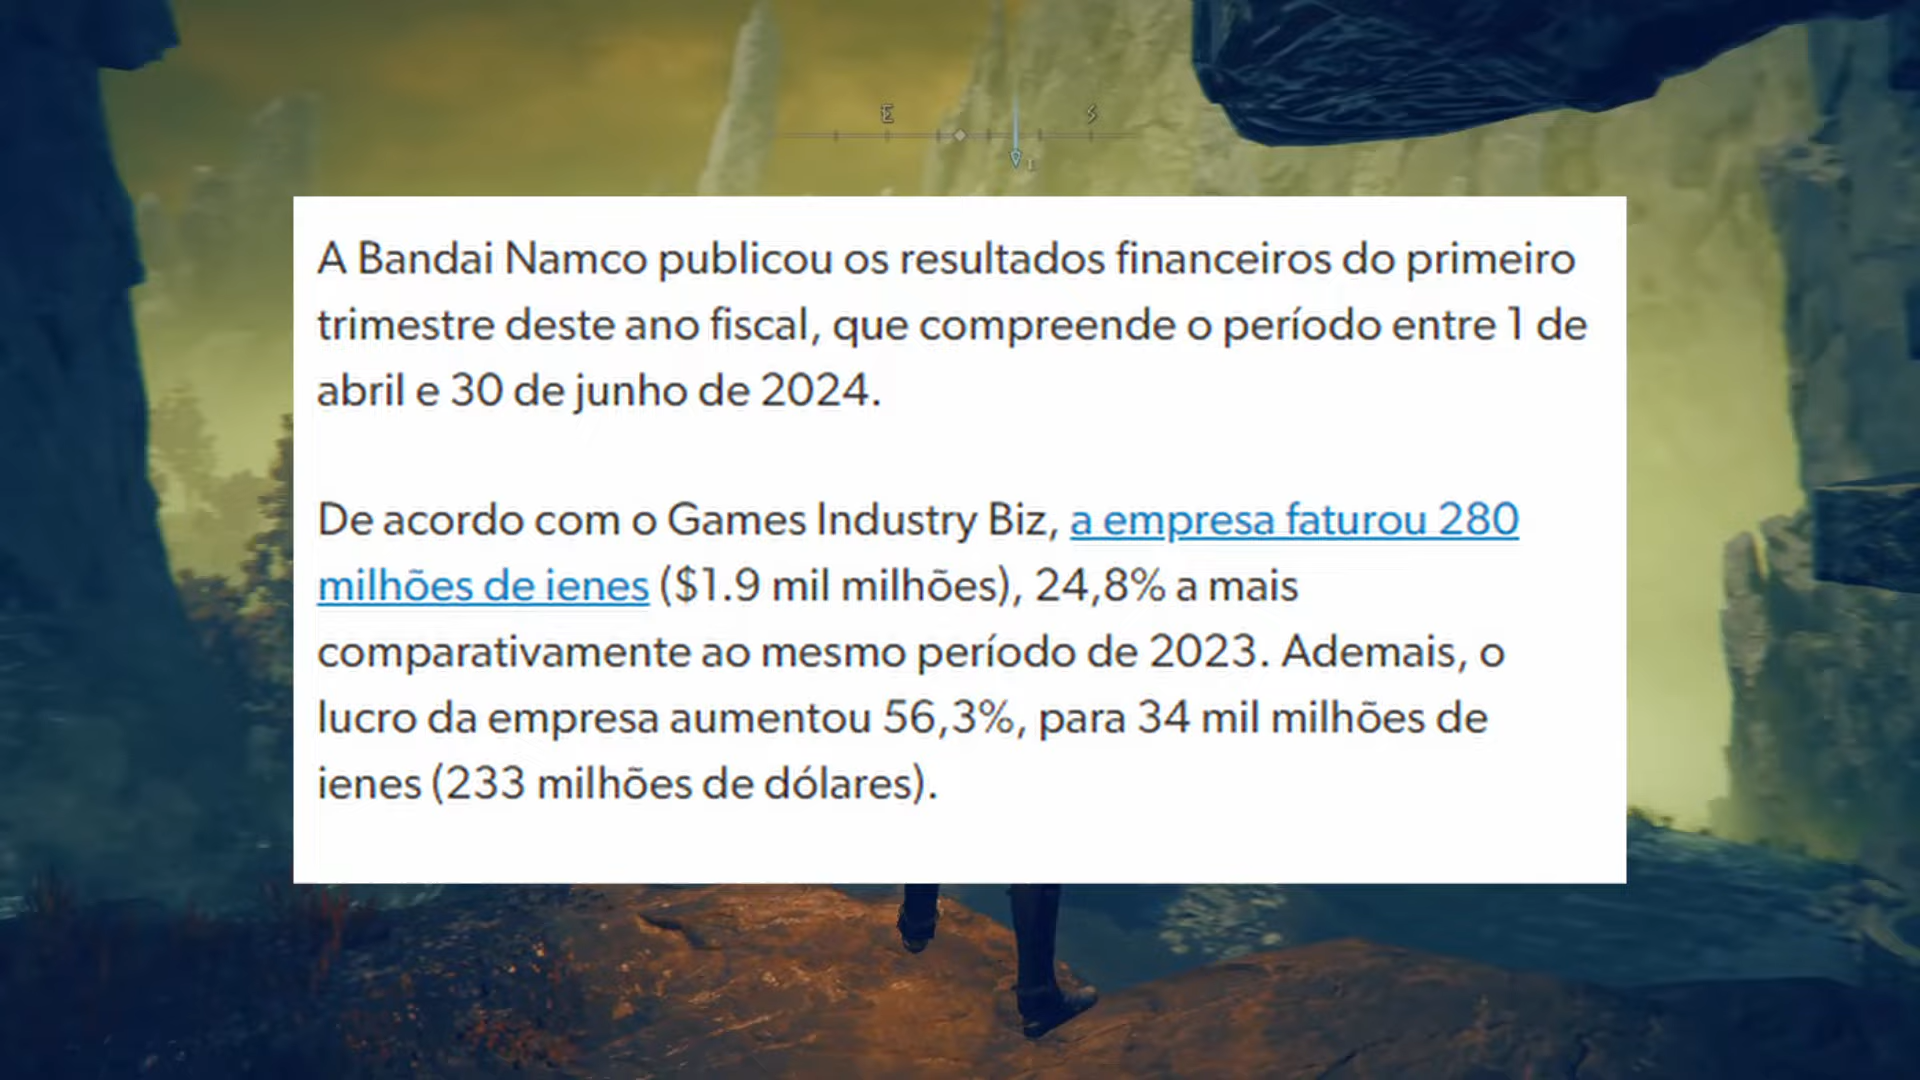 E S
A Bandai Namco publicou os resultados financeiros do primeiro
trimestre deste ano fiscal, que compreende o período entre 1 de
abril e 30 de junho de 2024.
De acordo com o Games Industry Biz, a empresa faturou 280
milhões de ienes ($1.9 mil milhões), 24,8% a mais
comparativamente ao mesmo período de 2023. Ademais, o
lucro da empresa aumentou 56,3%, para 34 mil milhões de
ienes (233 milhões de dólares).